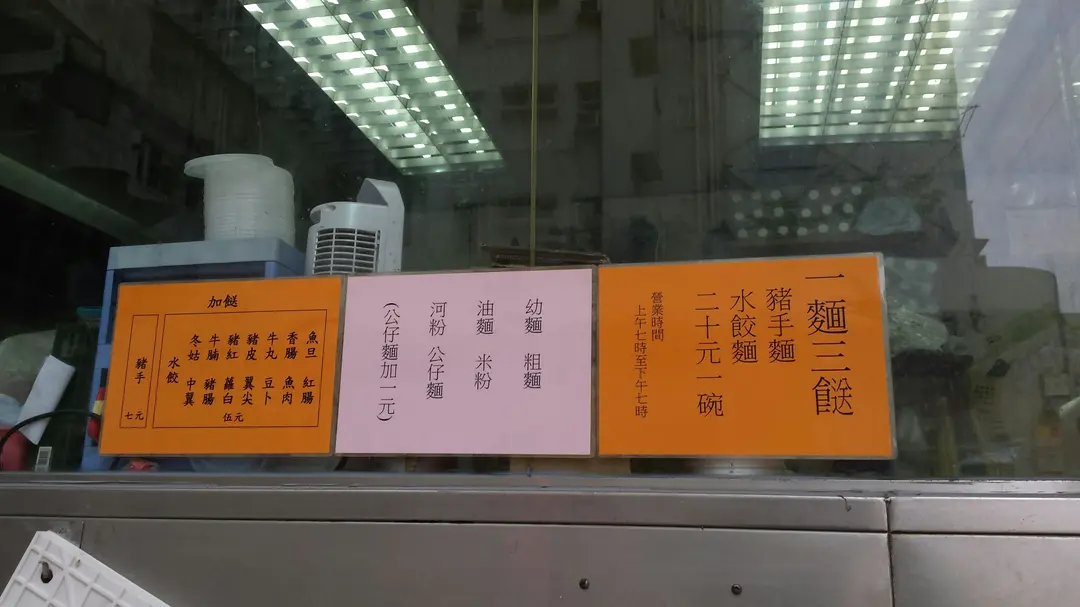 一麵三餸
豬手麵
水餃麵
二十元一碗
營業時間
上午七時至下午七時
幼麵 粗麵
油麵 米粉
河粉 公仔麵
(公仔麵加一元)
加餸
魚旦 紅腸
香腸 魚肉
牛丸 豆卜
豬皮 翼尖
豬紅 蘿白
牛腩 豬腸
冬姑 中翼
水餃
伍元
豬手
七元